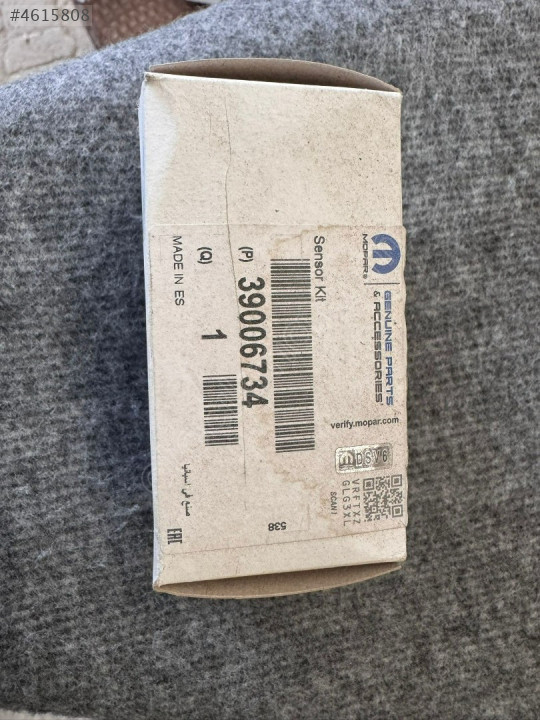 #4615808
MOPAR®
GENUINE PARTS
& ACCESSORIES
verify.mopar.com
Sensor Kit
(P) 39006734
(Q) 1
MADE IN ES
SCAN !
VRFTXZ
GLG3XL
538
صنع في اسبانيا
EAC